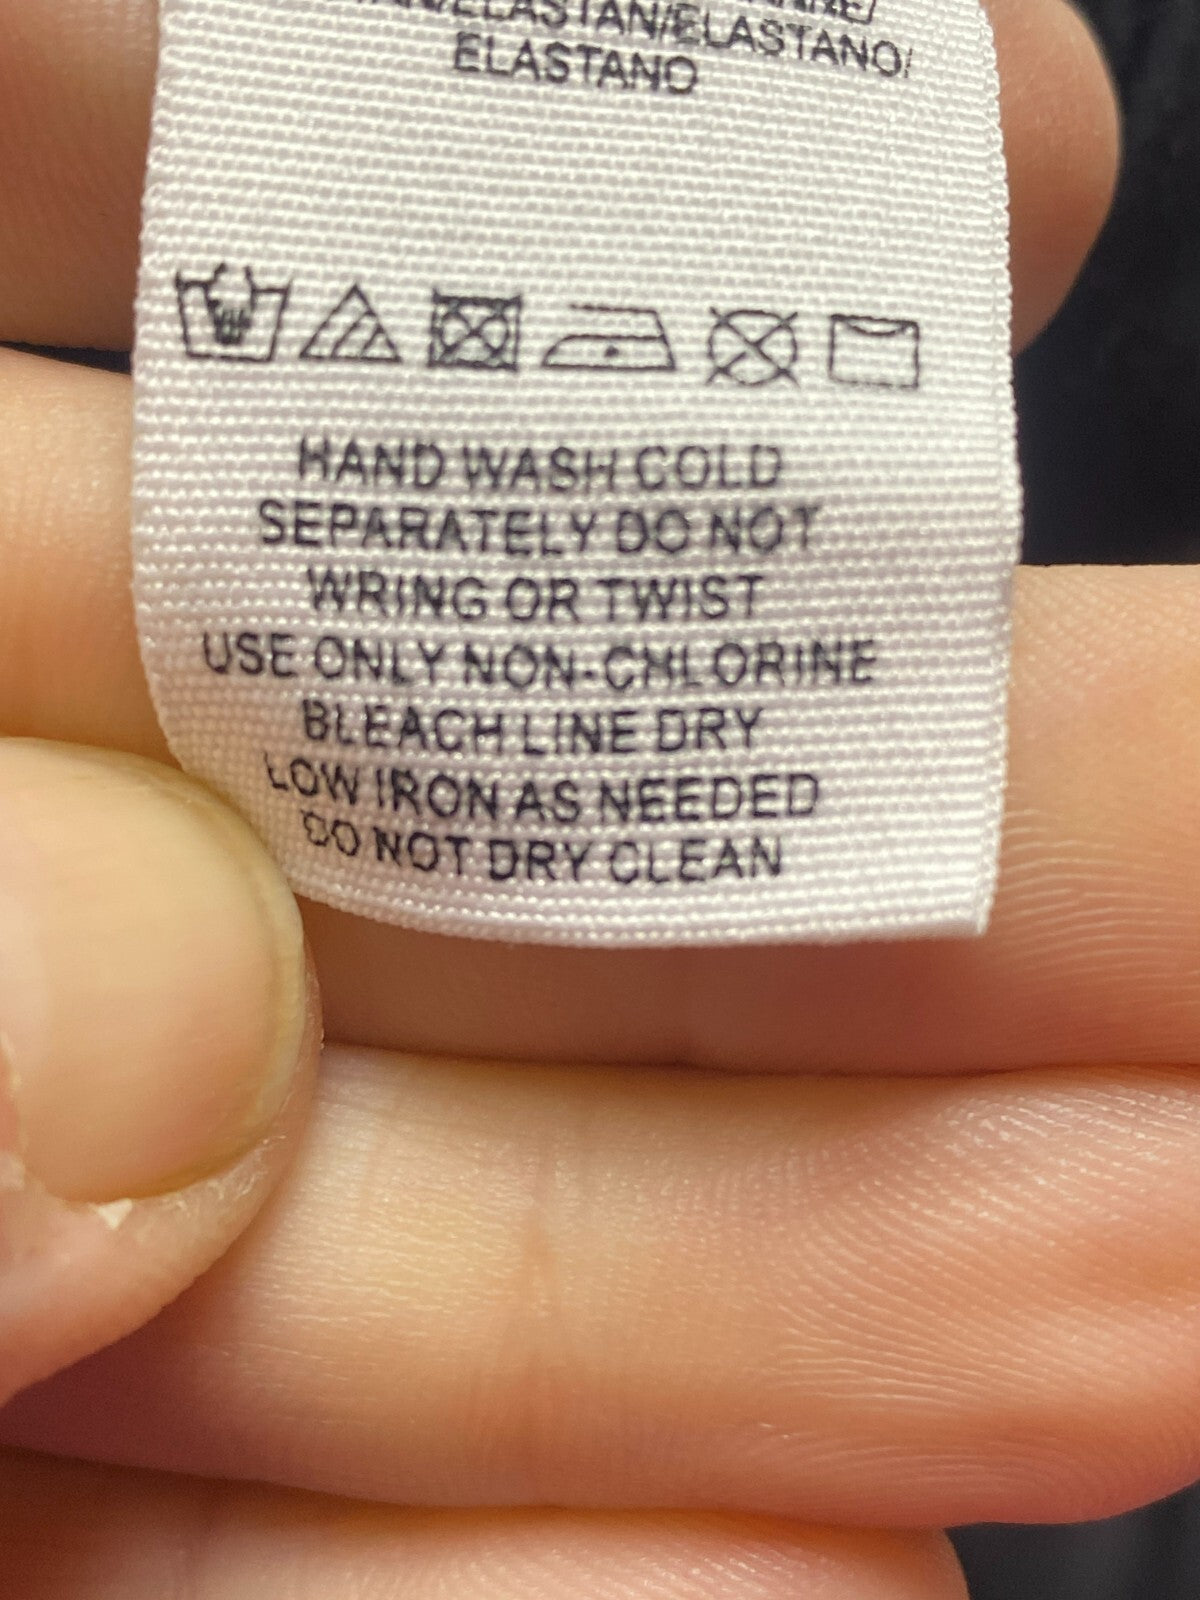 ELASTAN/ELASTANO/
ELASTANO
HAND WASH COLD
SEPARATELY DO NOT
WRING OR TWIST
USE ONLY NON-CHLORINE
BLEACH LINE DRY
LOW IRON AS NEEDED
DO NOT DRY CLEAN